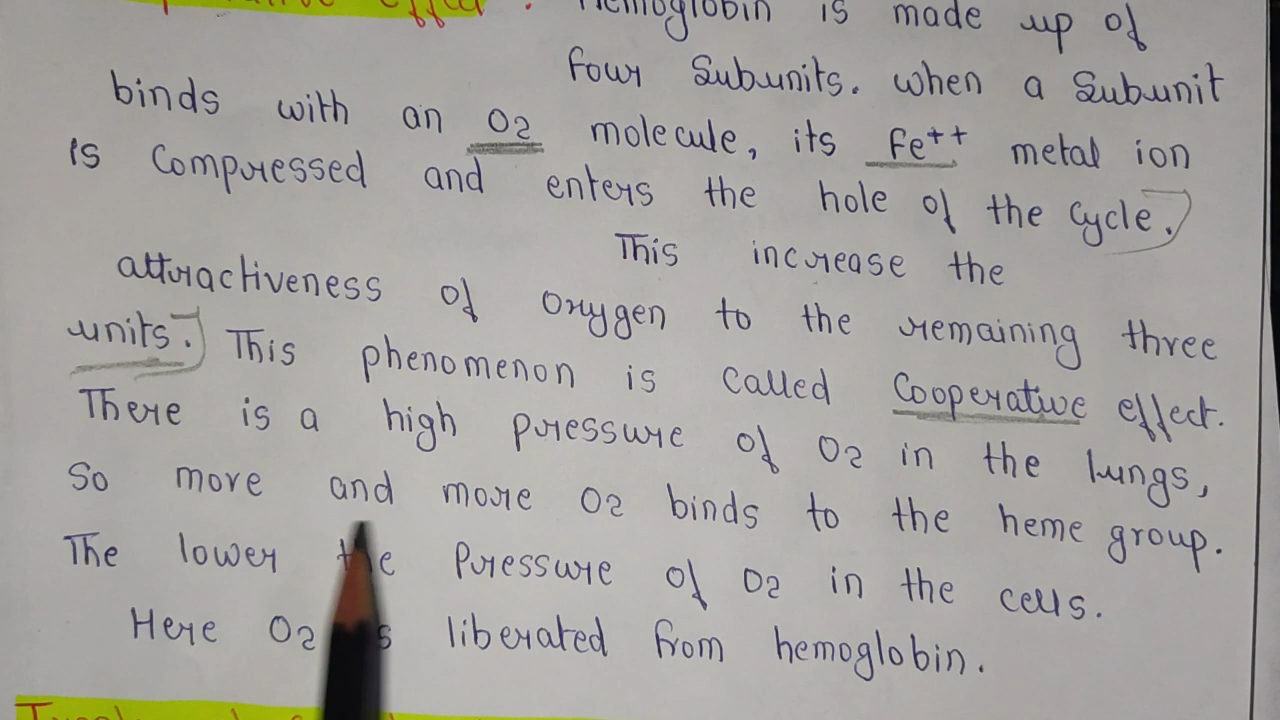 effect : Hemoglobin is made up of
four Subunits. when a Subunit
binds with an O2 molecule, its Fe++ metal ion
is compressed and enters the hole of the cycle.
This increase the
attractiveness of oxygen to the remaining three
units. This phenomenon is called Cooperative effect.
There is a high pressure of O2 in the lungs,
So more and more O2 binds to the heme group.
The lower the Pressure of O2 in the cells.
Here O2 is liberated from hemoglobin.